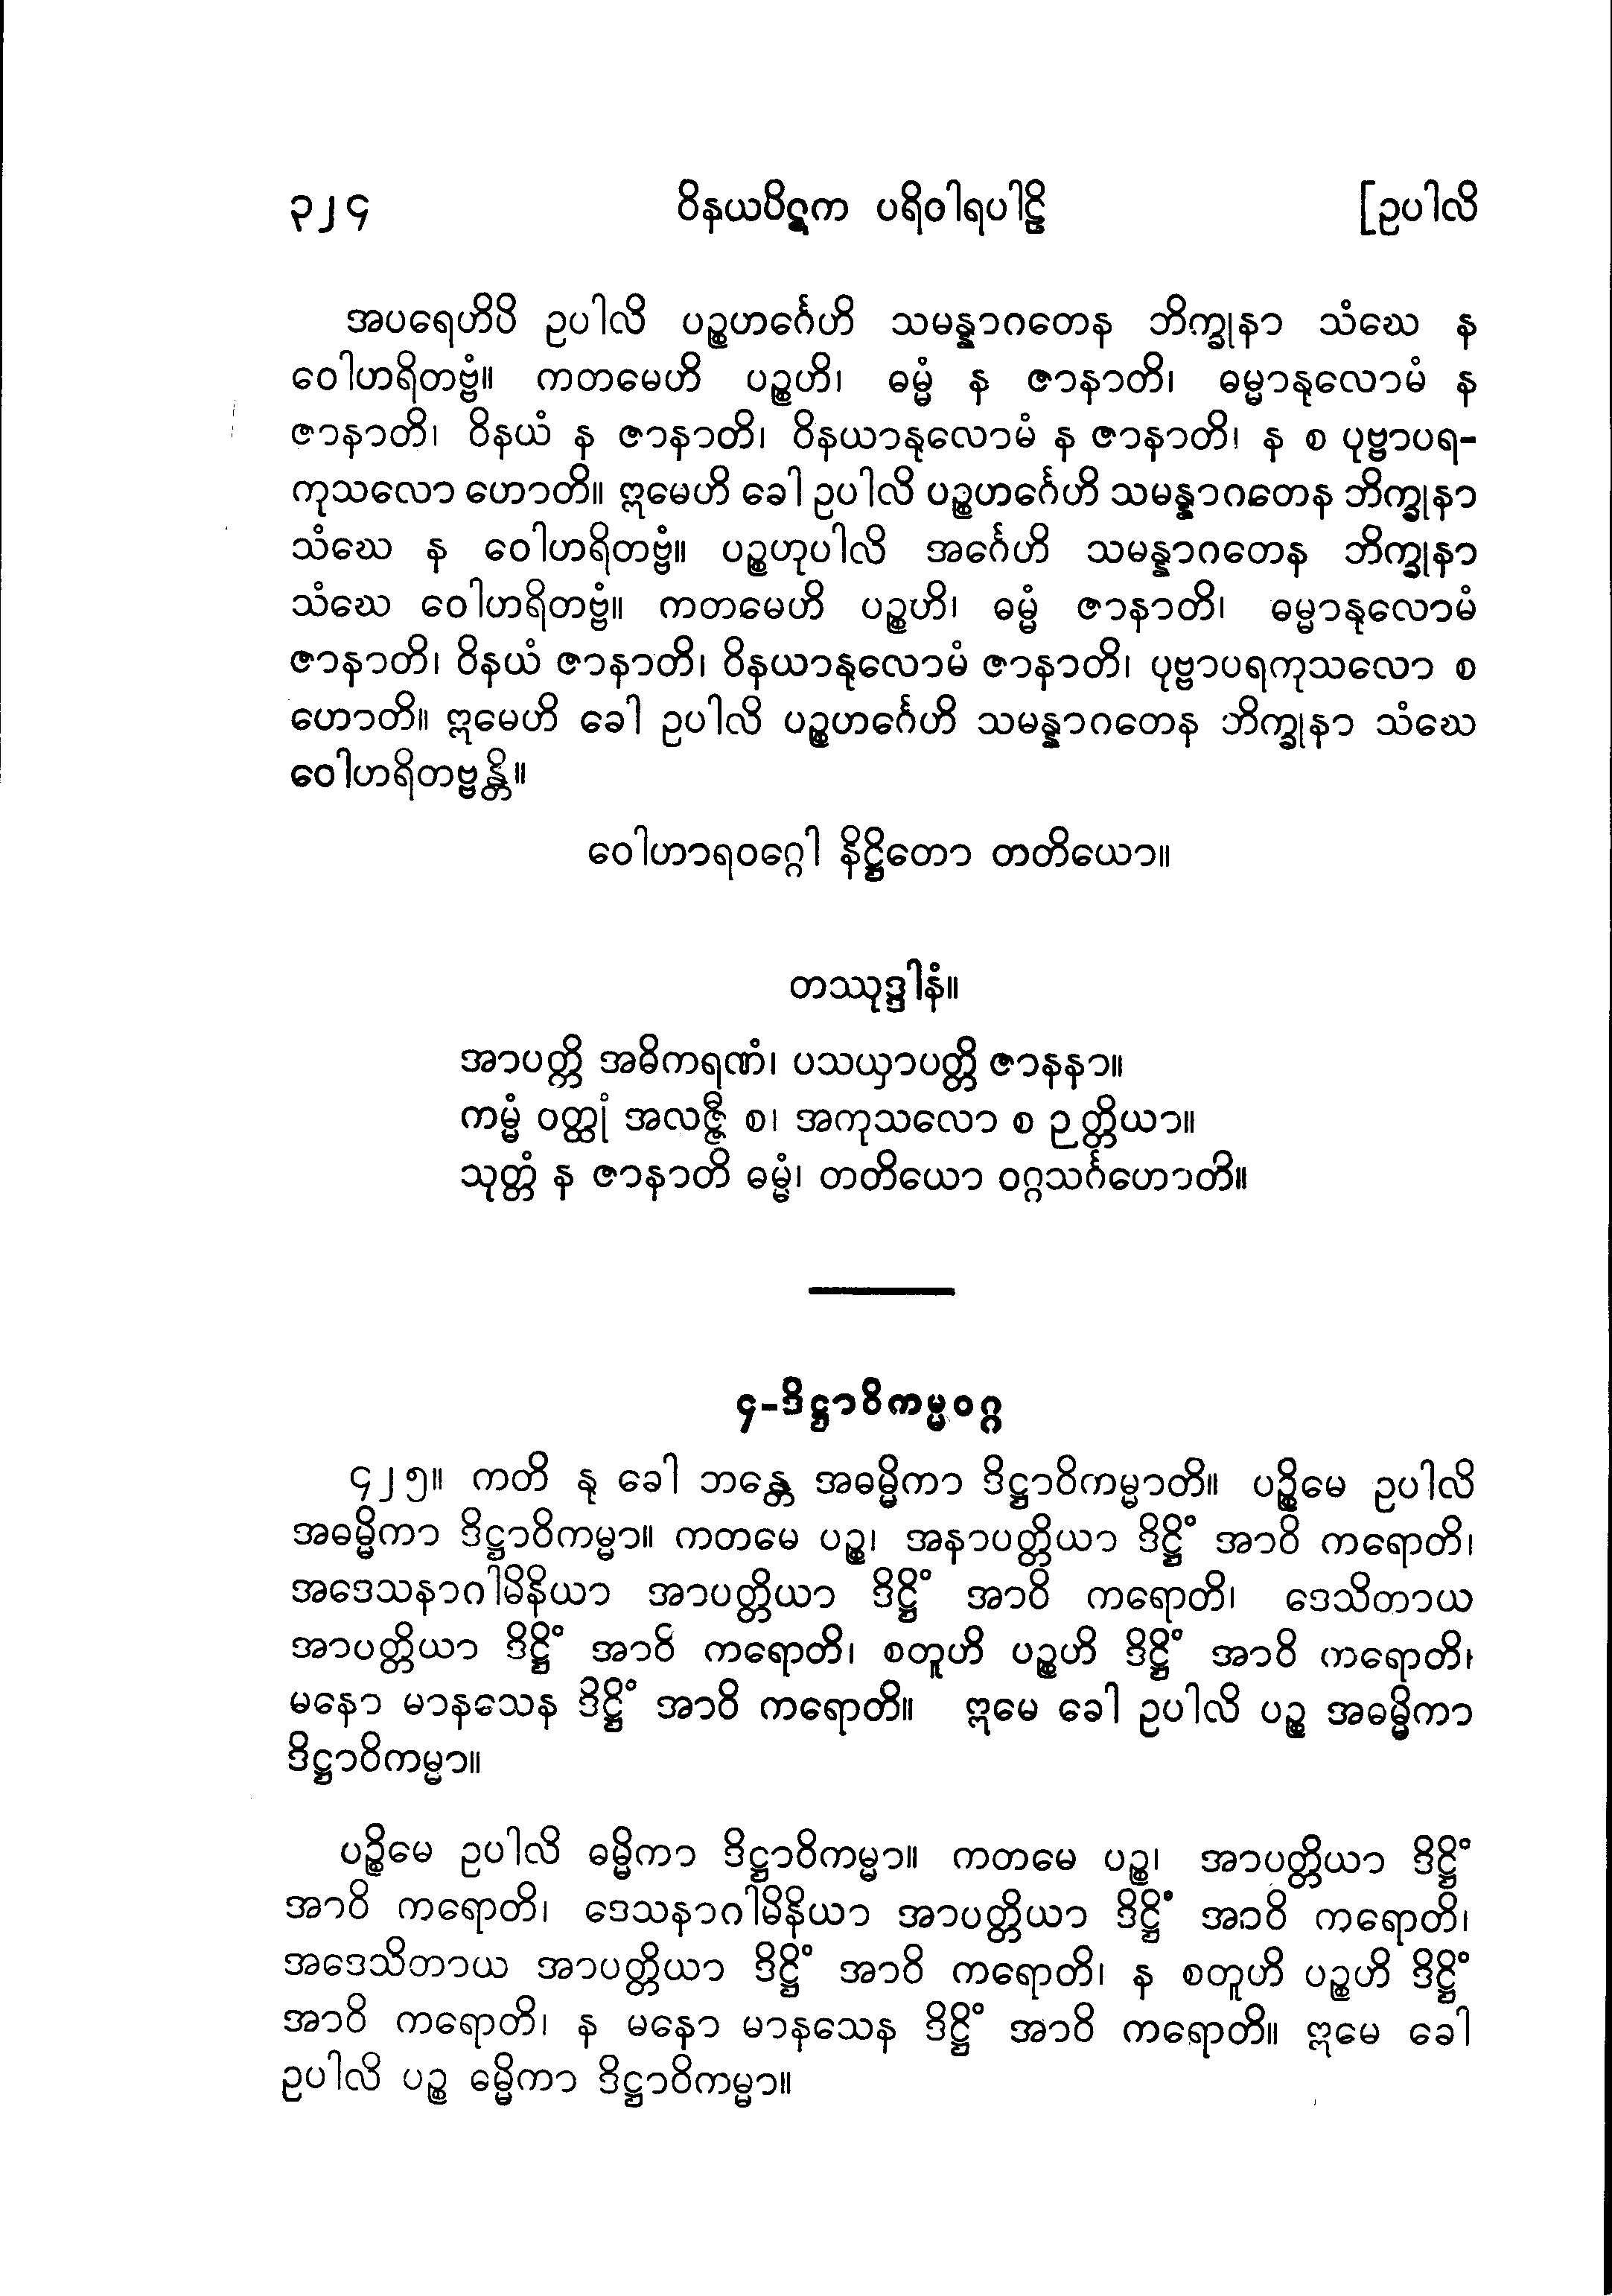 ၃၂၄ ဝိနယပိဋက ပရိဝါရပါဠိ [ဥပါလိ
အပရေဟိပိ ဥပါလိ ပဉ္စဟင်္ဂေဟိ သမန္နာဂတေန ဘိက္ခုနာ သံဃေ န
ဝေါဟရိတဗ္ဗံ။ ကတမေဟိ ပဉ္စဟိ၊ ဓမ္မံ န ဇာနာတိ၊ ဓမ္မာနုလောမံ န
ဇာနာတိ၊ ဝိနယံ န ဇာနာတိ၊ ဝိနယာနုလောမံ န ဇာနာတိ၊ န စ ပုဗ္ဗာပရ-
ကုသလော ဟောတိ။ ဣမေဟိ ခေါ ဥပါလိ ပဉ္စဟင်္ဂေဟိ သမန္နာဂတေန ဘိက္ခုနာ
သံဃေ န ဝေါဟရိတဗ္ဗံ။ ပဉ္စဟုပါလိ အင်္ဂေဟိ သမန္နာဂတေန ဘိက္ခုနာ
သံဃေ ဝေါဟရိတဗ္ဗံ။ ကတမေဟိ ပဉ္စဟိ၊ ဓမ္မံ ဇာနာတိ၊ ဓမ္မာနုလောမံ
ဇာနာတိ၊ ဝိနယံ ဇာနာတိ၊ ဝိနယာနုလောမံ ဇာနာတိ၊ ပုဗ္ဗာပရကုသလော စ
ဟောတိ။ ဣမေဟိ ခေါ ဥပါလိ ပဉ္စဟင်္ဂေဟိ သမန္နာဂတေန ဘိက္ခုနာ သံဃေ
ဝေါဟရိတဗ္ဗန္တိ။
ဝေါဟာရဝဂ္ဂေါ နိဋ္ဌိတော တတိယော။
တဿုဒ္ဒါနံ။
အာပတ္တိ အဓိကရဏံ၊ ပသယှာပတ္တိ ဇာနနာ။
ကမ္မံ ဝတ္ထုံ အလဇ္ဇီ စ၊ အကုသလော စ ဉတ္တိယာ။
သုတ္တံ န ဇာနာတိ ဓမ္မံ၊ တတိယော ဝဂ္ဂသင်္ဂဟောတိ။
၄-ဒိဋ္ဌာဝိကမ္မဝဂ္ဂ
၄၂၅။ ကတိ နု ခေါ ဘန္တေ အဓမ္မိကာ ဒိဋ္ဌာဝိကမ္မာတိ။ ပဉ္စိမေ ဥပါလိ
အဓမ္မိကာ ဒိဋ္ဌာဝိကမ္မာ။ ကတမေ ပဉ္စ၊ အနာပတ္တိယာ ဒိဋ္ဌိံ အာဝိ ကရောတိ၊
အဒေသနာဂါမိနိယာ အာပတ္တိယာ ဒိဋ္ဌိံ အာဝိ ကရောတိ၊ ဒေသိတာယ
အာပတ္တိယာ ဒိဋ္ဌိံ အာဝိ ကရောတိ၊ စတူဟိ ပဉ္စဟိ ဒိဋ္ဌိံ အာဝိ ကရောတိ၊
မနော မာနသေန ဒိဋ္ဌိံ အာဝိ ကရောတိ။ ဣမေ ခေါ ဥပါလိ ပဉ္စ အဓမ္မိကာ
ဒိဋ္ဌာဝိကမ္မာ။
ပဉ္စိမေ ဥပါလိ ဓမ္မိကာ ဒိဋ္ဌာဝိကမ္မာ။ ကတမေ ပဉ္စ၊ အာပတ္တိယာ ဒိဋ္ဌိံ
အာဝိ ကရောတိ၊ ဒေသနာဂါမိနိယာ အာပတ္တိယာ ဒိဋ္ဌိံ အာဝိ ကရောတိ၊
အဒေသိတာယ အာပတ္တိယာ ဒိဋ္ဌိံ အာဝိ ကရောတိ၊ န စတူဟိ ပဉ္စဟိ ဒိဋ္ဌိံ
အာဝိ ကရောတိ၊ န မနော မာနသေန ဒိဋ္ဌိံ အာဝိ ကရောတိ။ ဣမေ ခေါ
ဥပါလိ ပဉ္စ ဓမ္မိကာ ဒိဋ္ဌာဝိကမ္မာ။